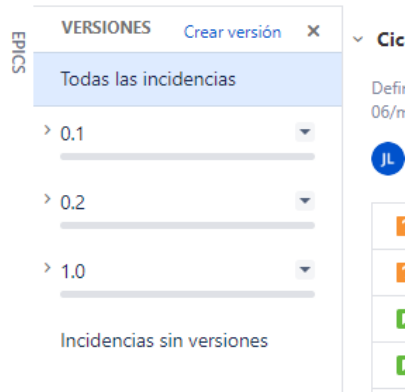 EPICS
VERSIONES Crear versión
Todas las incidencias
0.1
0.2
1.0
Incidencias sin versiones
Cic
Defin
06/m
JL